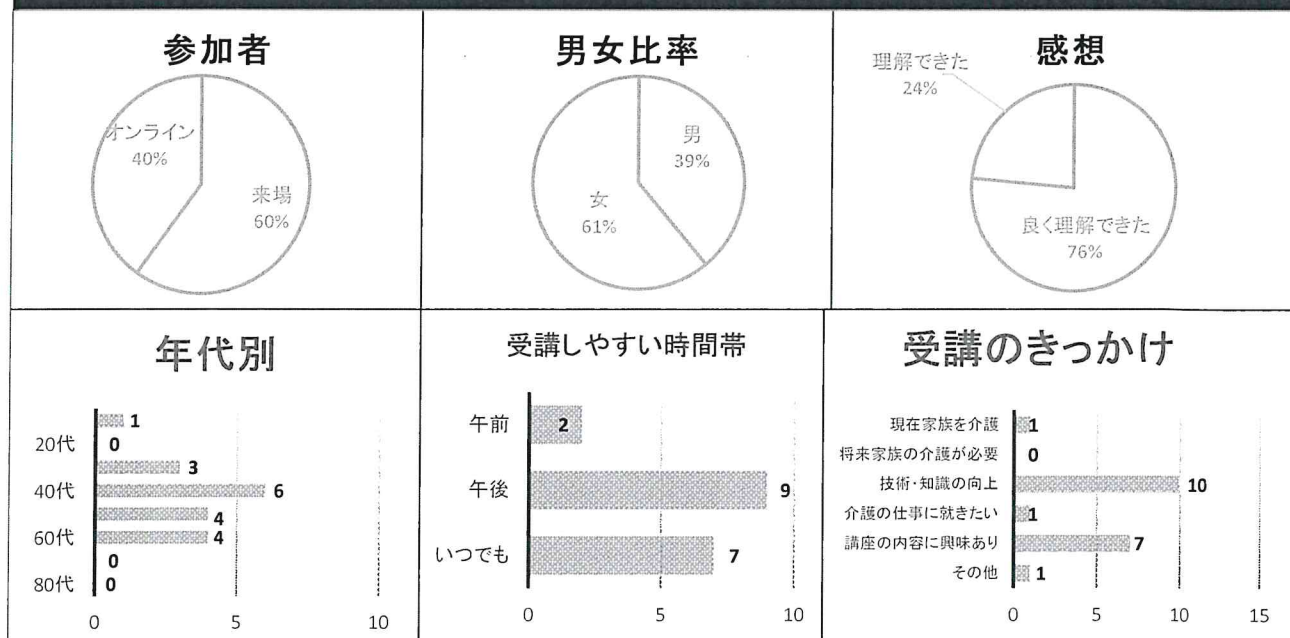 参加者
オンライン
40%
来場
60%
男女比率
男
39%
女
61%
感想
理解できた
24%
良く理解できた
76%
年代別
1
20代
0
3
40代
6
4
60代
4
0
80代
0
0
5
10
受講しやすい時間帯
午前
2
午後
9
いつでも
7
0
5
10
受講のきっかけ
現在家族を介護
1
将来家族の介護が必要
0
技術・知識の向上
10
介護の仕事に就きたい
1
講座の内容に興味あり
7
その他
1
0
5
10
15